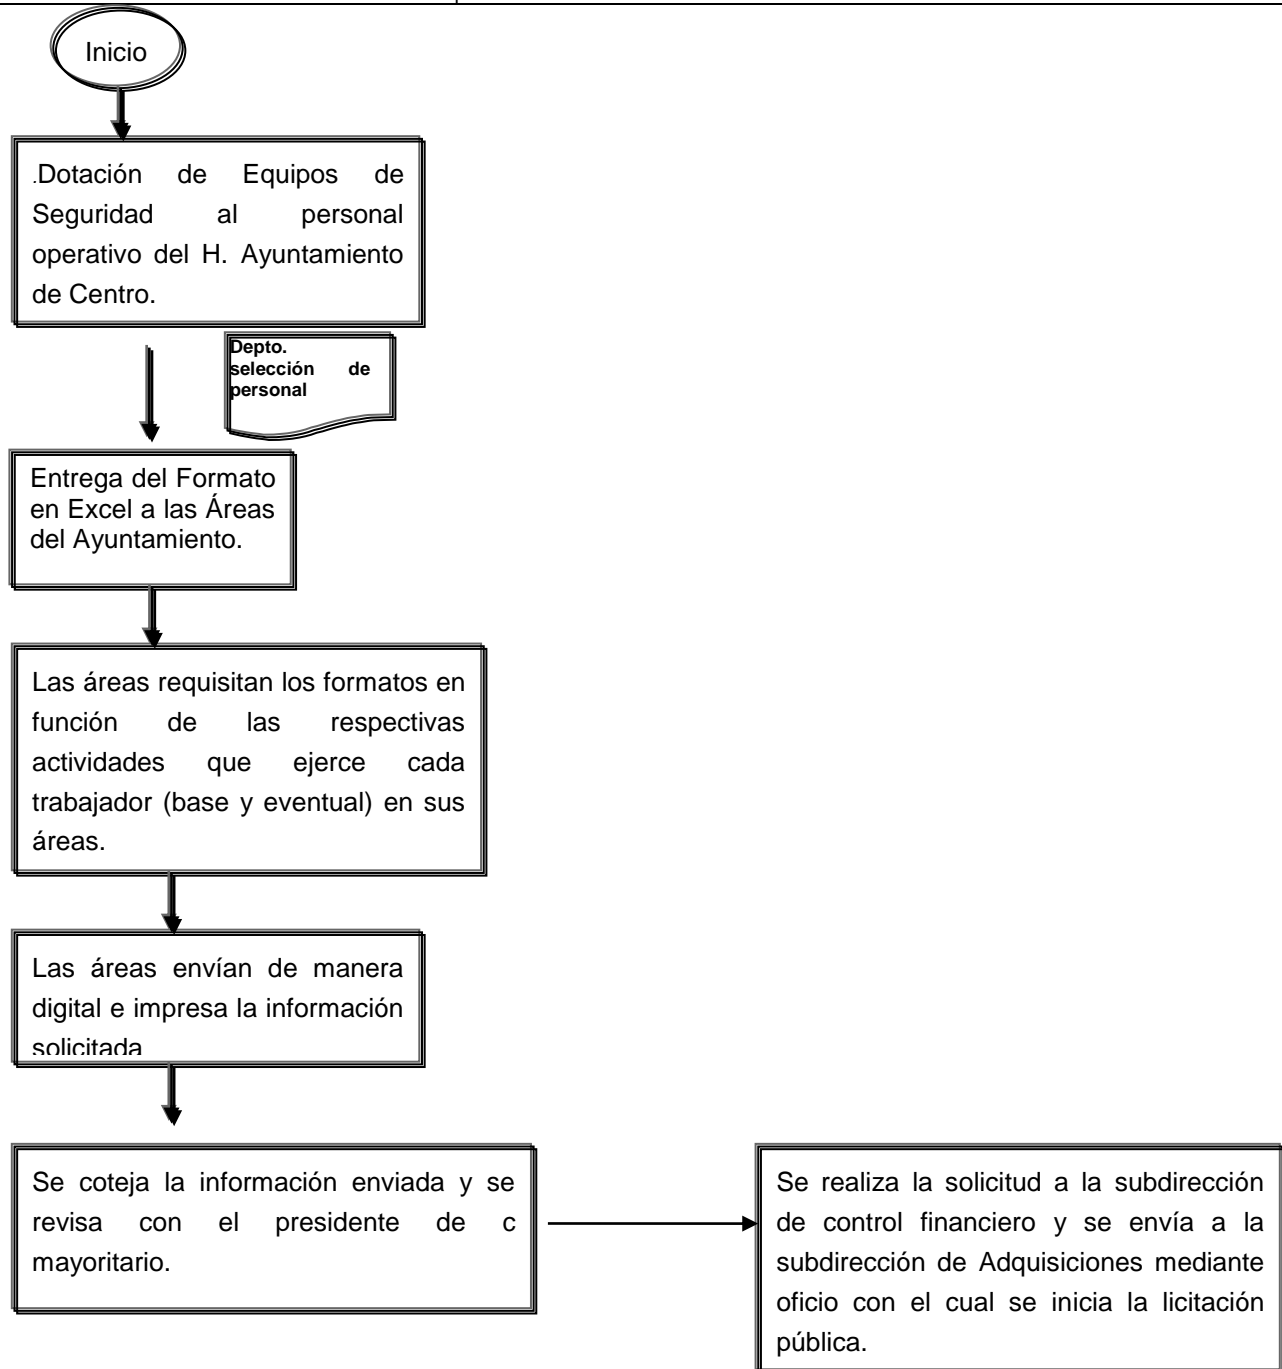 Inicio
.Dotación de Equipos de
Seguridad al personal
operativo del H. Ayuntamiento
de Centro.
Depto.
selección de
personal
Entrega del Formato
en Excel a las Áreas
del Ayuntamiento.
Las áreas requisitan los formatos en
función de las respectivas
actividades que ejerce cada
trabajador (base y eventual) en sus
áreas.
Las áreas envían de manera
digital e impresa la información
solicitada
Se coteja la información enviada y se
revisa con el presidente de c
mayoritario.
Se realiza la solicitud a la subdirección
de control financiero y se envía a la
subdirección de Adquisiciones mediante
oficio con el cual se inicia la licitación
pública.